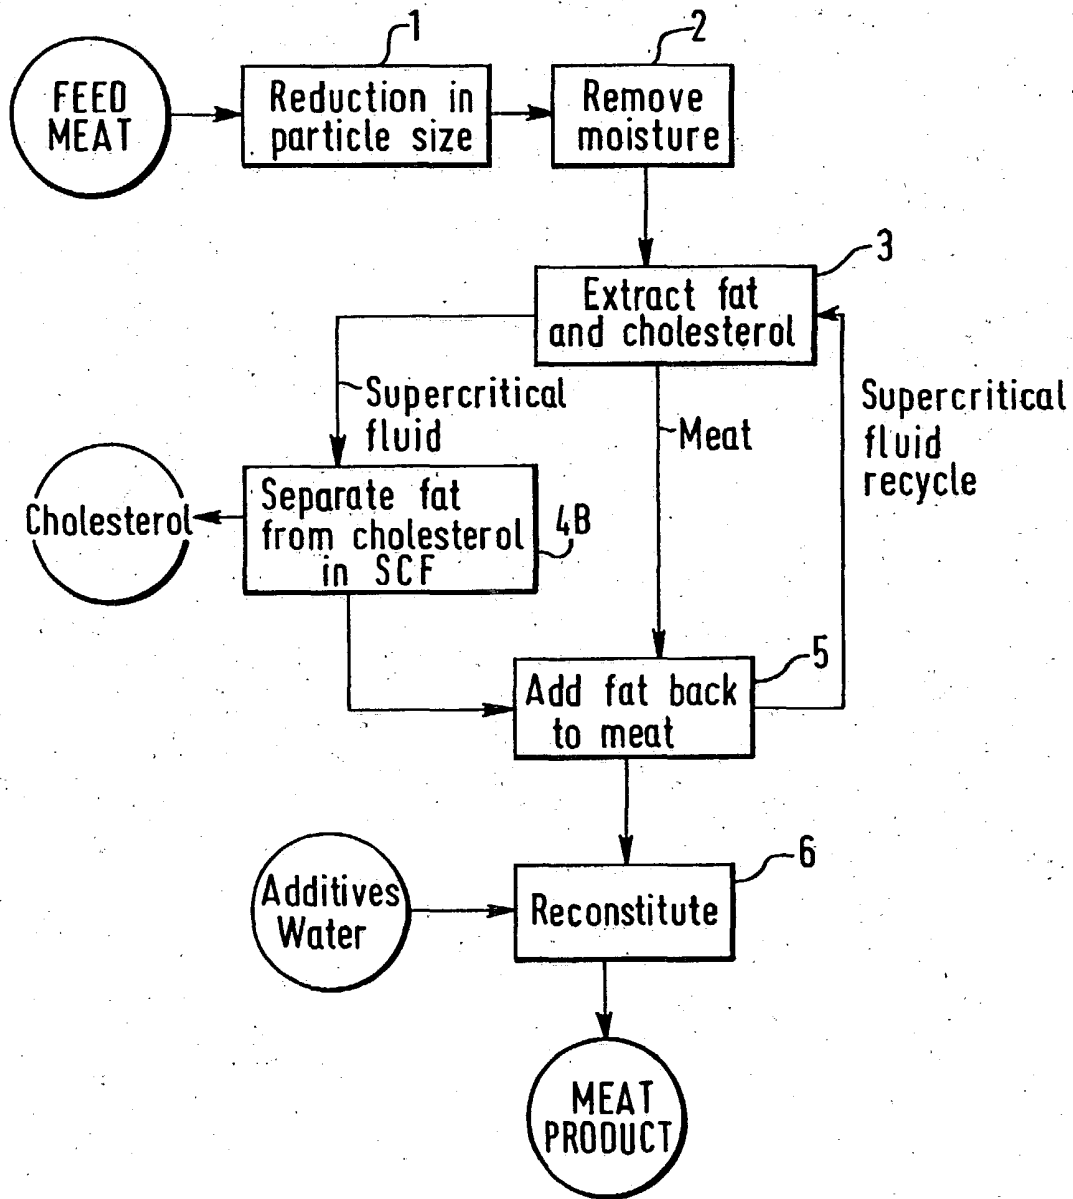 1
2
FEED
MEAT
Reduction in
particle size
Remove
moisture
3
Extract fat
and cholesterol
Supercritical
fluid
Meat
Supercritical
fluid
recycle
Cholesterol
Separate fat
from cholesterol
in SCF
4B
5
Add fat back
to meat
6
Additives
Water
Reconstitute
MEAT
PRODUCT